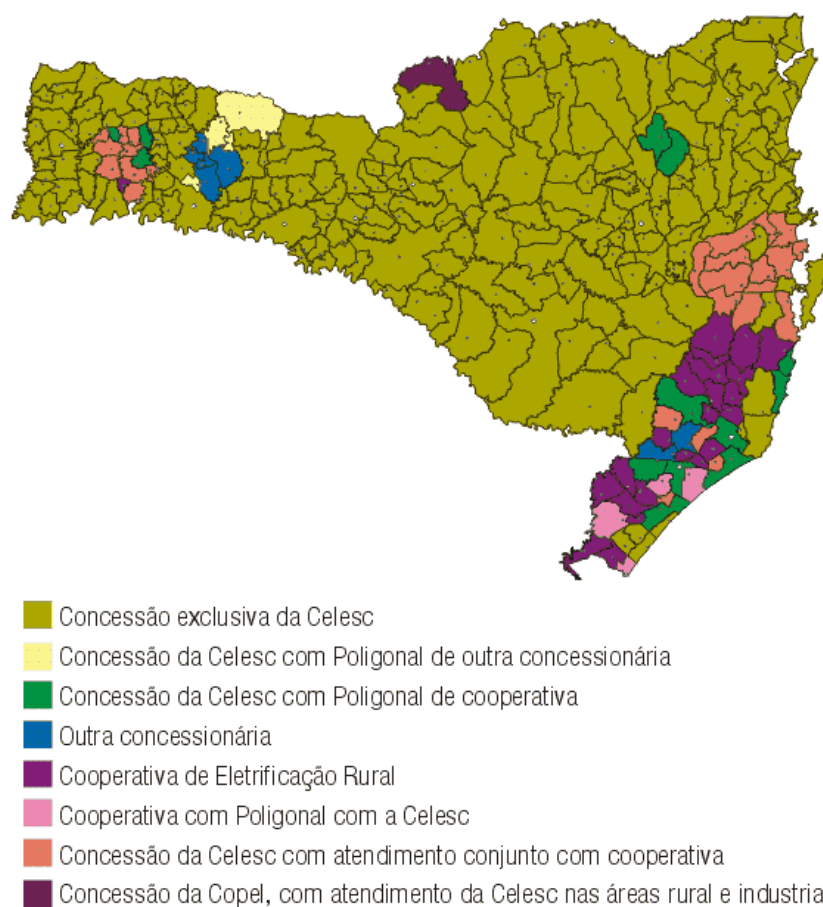 Concessão exclusiva da Celesc
Concessão da Celesc com Poligonal de outra concessionária
Concessão da Celesc com Poligonal de cooperativa
Outra concessionária
Cooperativa de Eletrificação Rural
Cooperativa com Poligonal com a Celesc
Concessão da Celesc com atendimento conjunto com cooperativa
Concessão da Copel, com atendimento da Celesc nas áreas rural e industria